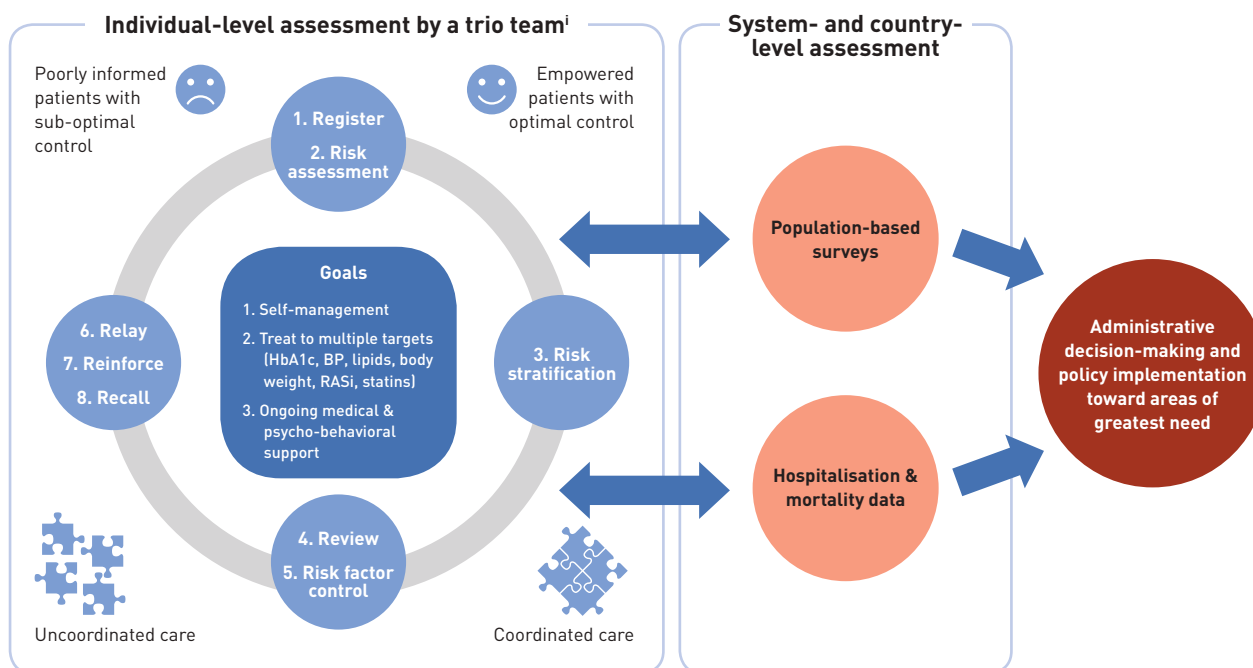 Individual-level assessment by a trio teamⁱ
System- and country-
level assessment
Poorly informed
patients with
sub-optimal
control
Empowered
patients with
optimal control
1. Register
2. Risk
assessment
Goals
1. Self-management
2. Treat to multiple targets
(HbA1c, BP, lipids, body
weight, RASi, statins)
3. Ongoing medical &
psycho-behavioral
support
6. Relay
7. Reinforce
8. Recall
3. Risk
stratification
4. Review
5. Risk factor
control
Uncoordinated care
Coordinated care
Population-based
surveys
Hospitalisation &
mortality data
Administrative
decision-making and
policy implementation
toward areas of
greatest need